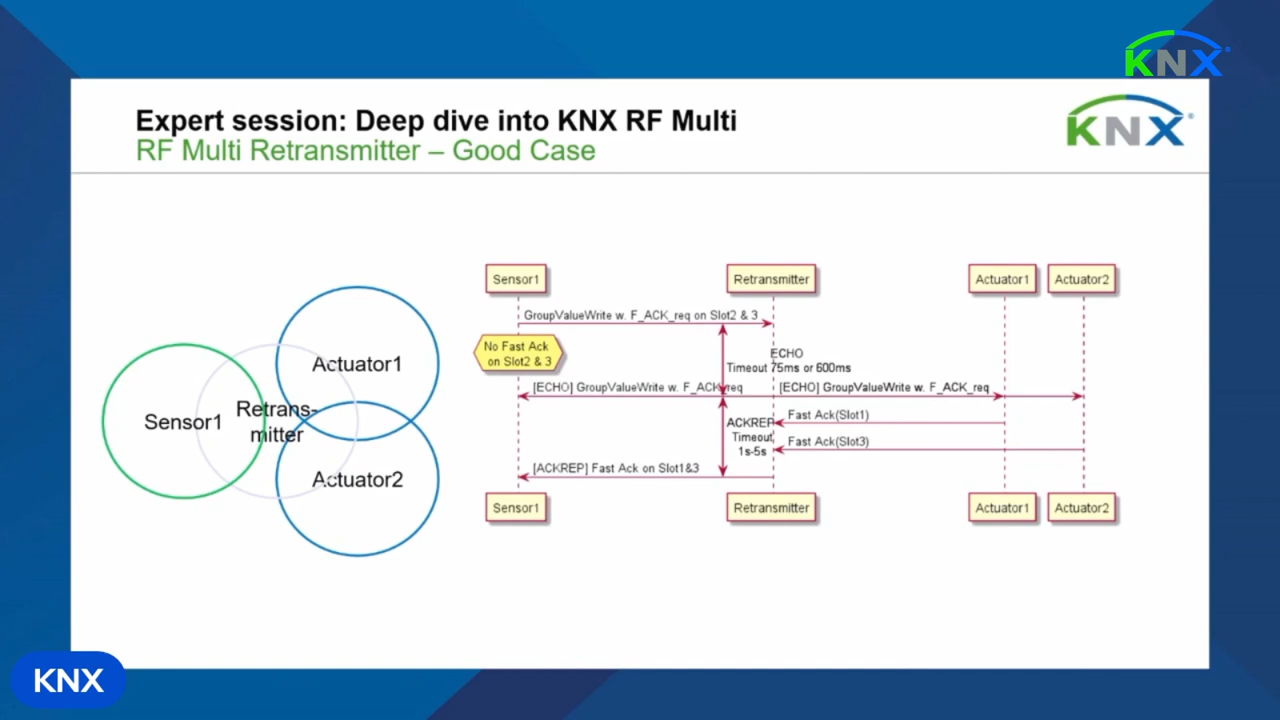 KNX
Expert session: Deep dive into KNX RF Multi
RF Multi Retransmitter – Good Case
KNX
Sensor1
Retrans-
mitter
Actuator1
Actuator2
Sensor1
Retransmitter
Actuator1
Actuator2
GroupValueWrite w. F_ACK_req on Slot2 & 3
No Fast Ack
on Slot2 & 3
ECHO
Timeout 75ms or 600ms
[ECHO] GroupValueWrite w. F_ACK_req
[ECHO] GroupValueWrite w. F_ACK_req
ACKREP
Timeout
1s-5s
Fast Ack(Slot1)
Fast Ack(Slot3)
[ACKREP] Fast Ack on Slot1&3
Sensor1
Retransmitter
Actuator1
Actuator2
KNX